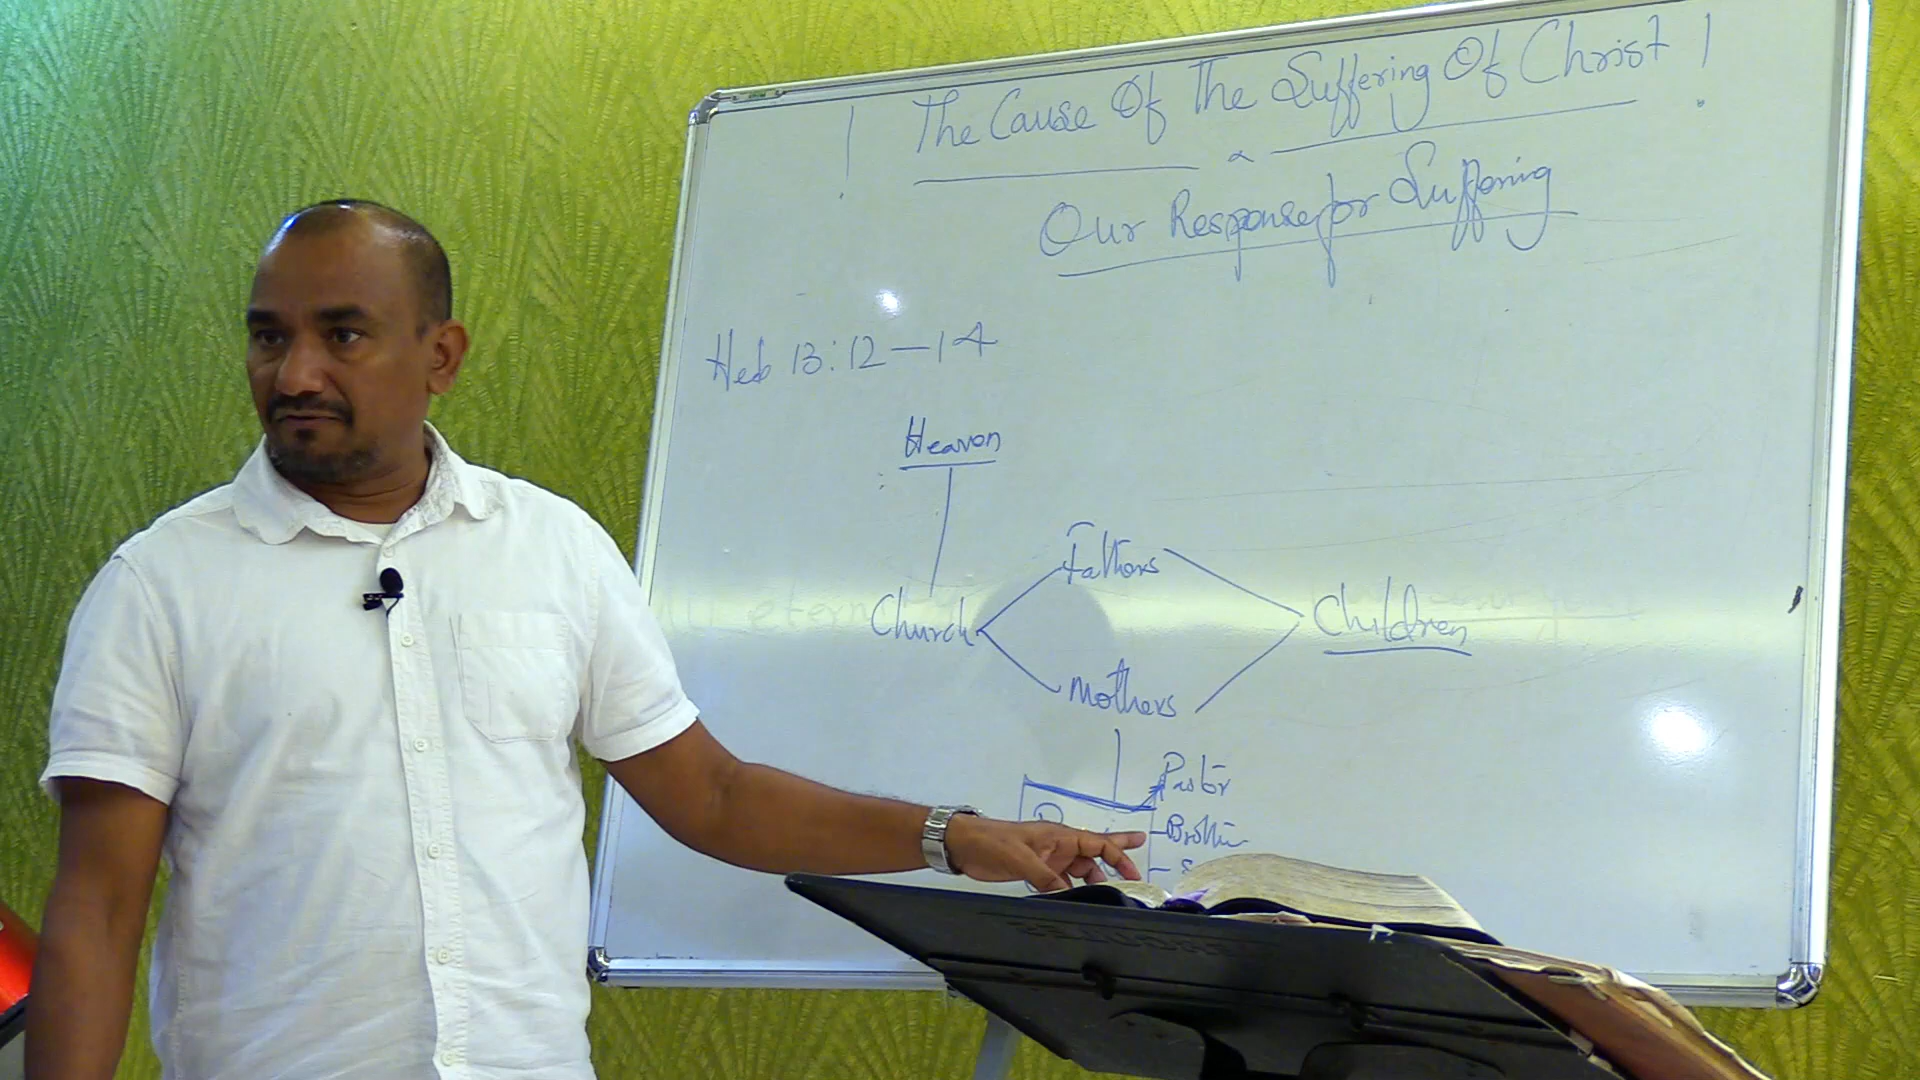 ! The Cause Of The Suffering Of Christ !
Our Response for Suffering
Heb 13:12-14
Heaven
Fathers
Church
Children
Mothers
Pastor
Brother